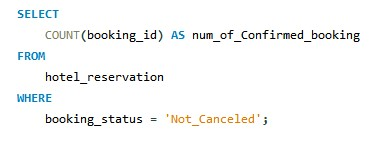 SELECT
COUNT(booking_id) AS num_of_Confirmed_booking
FROM
hotel_reservation
WHERE
booking_status = 'Not_Canceled';